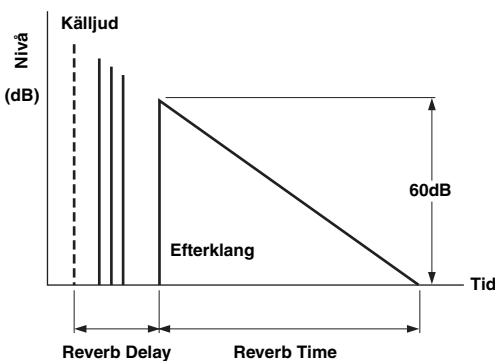 Källjud
Nivå
(dB)
60dB
Efterklang
Tid
Reverb Delay
Reverb Time